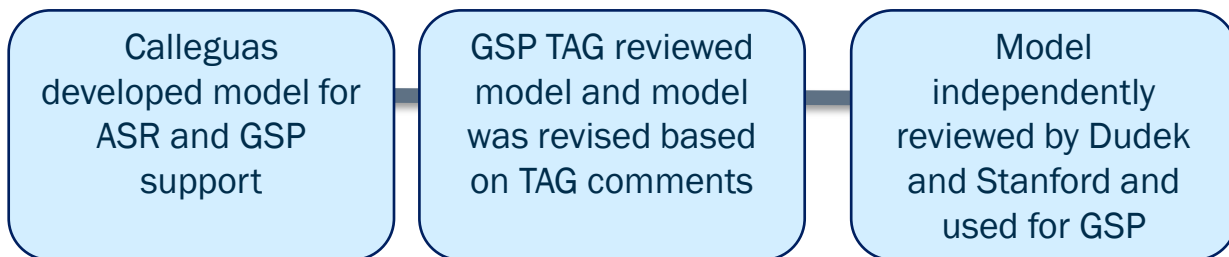 Calleguas
developed model for
ASR and GSP
support
GSP TAG reviewed
model and model
was revised based
on TAG comments
Model
independently
reviewed by Dudek
and Stanford and
used for GSP